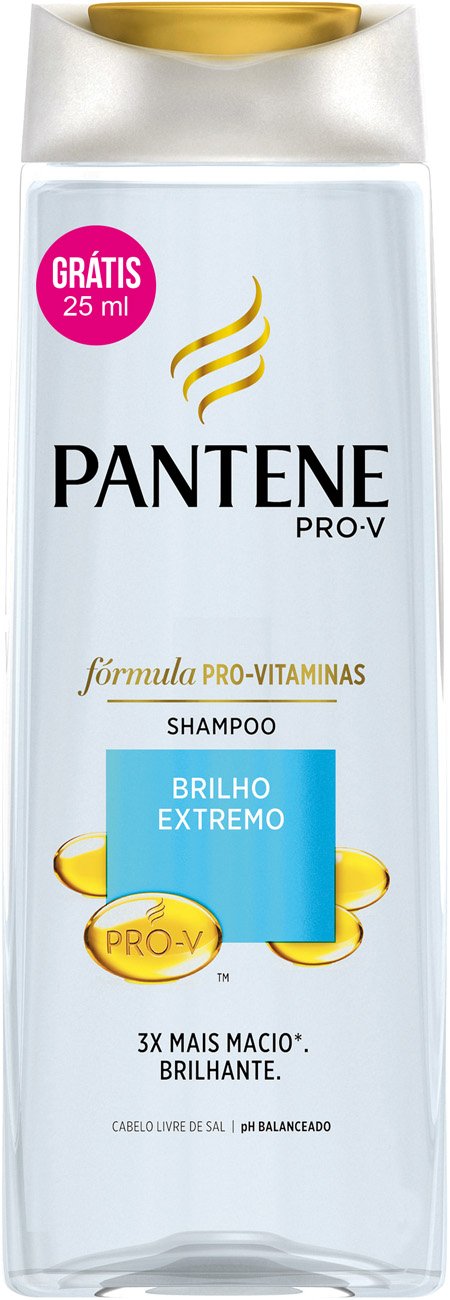 GRÁTIS
25 ml
PANTENE
PRO-V
fórmula PRO-VITAMINAS
SHAMPOO
BRILHO
EXTREMO
PRO-V
TM
3X MAIS MACIO*.
BRILHANTE.
CABELO LIVRE DE SAL | pH BALANCEADO